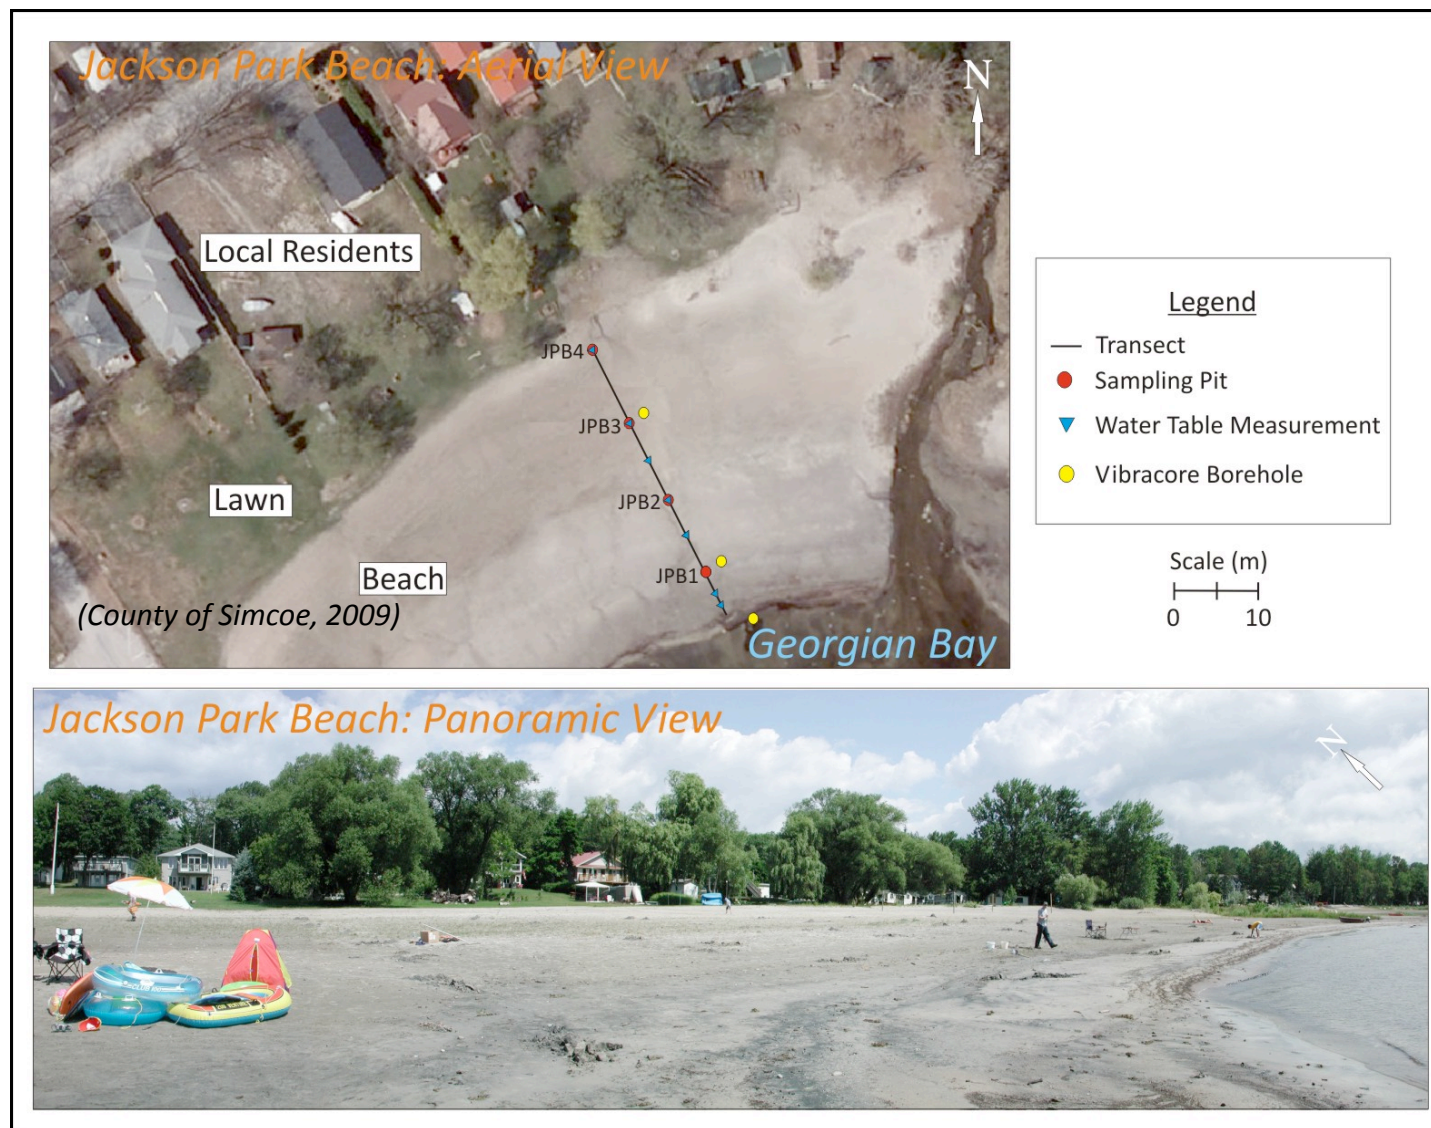 Jackson Park Beach: Aerial View
N
Local Residents
JPB4
JPB3
Lawn
JPB2
JPB1
Beach
(County of Simcoe, 2009)
Georgian Bay
Legend
Transect
Sampling Pit
Water Table Measurement
Vibracore Borehole
Scale (m)
0 10
Jackson Park Beach: Panoramic View
N